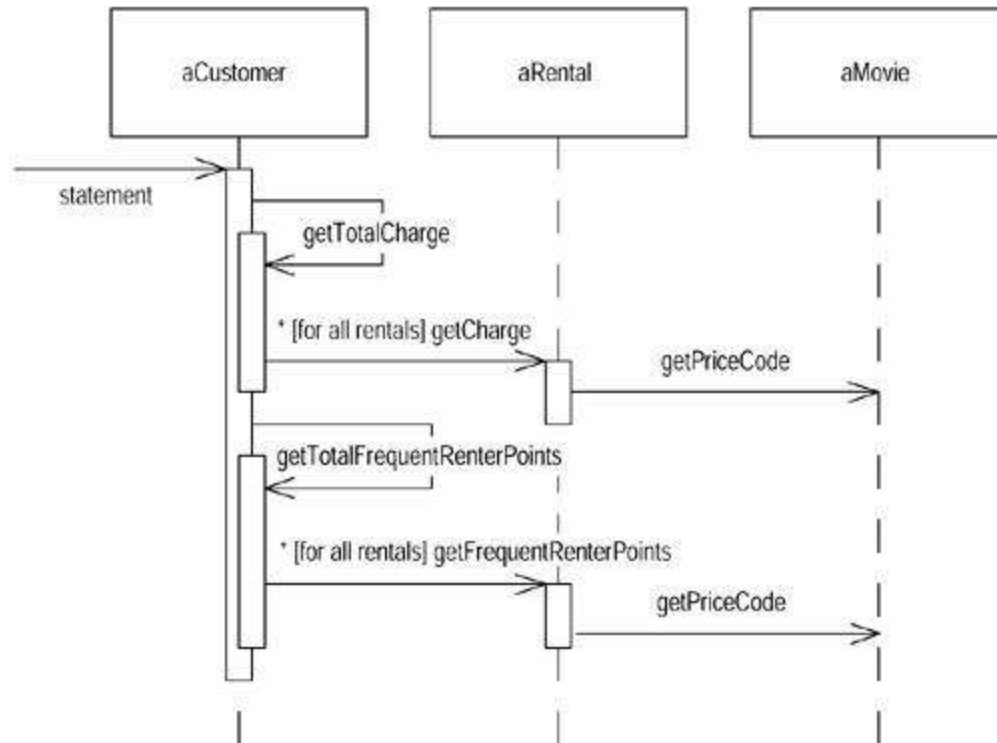 aCustomer
aRental
aMovie
statement
getTotalCharge
* [for all rentals] getCharge
getPriceCode
getTotalFrequentRenterPoints
* [for all rentals] getFrequentRenterPoints
getPriceCode